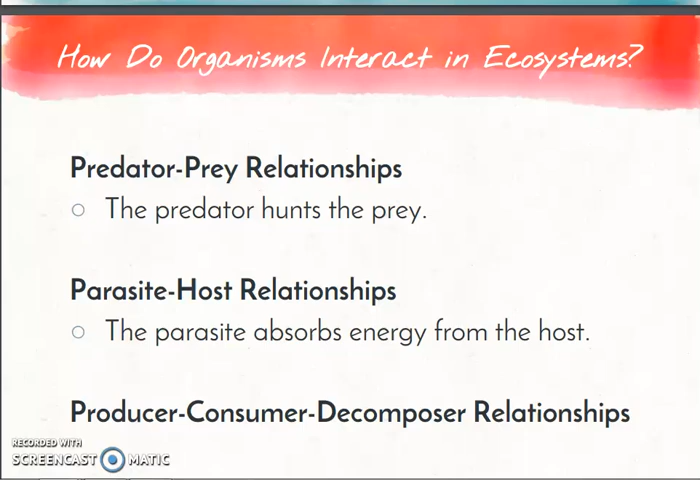 How Do Organisms Interact in Ecosystems?
Predator-Prey Relationships
The predator hunts the prey.
Parasite-Host Relationships
The parasite absorbs energy from the host.
Producer-Consumer-Decomposer Relationships
RECORDED WITH
SCREENCAST MATIC